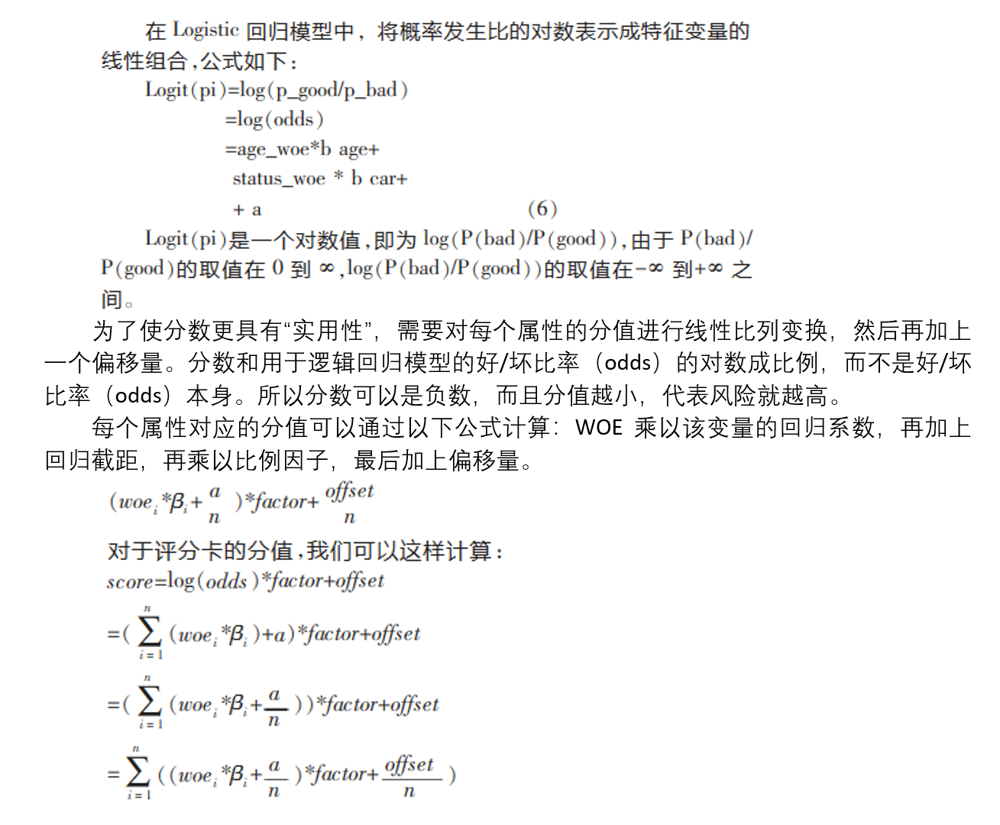 在 Logistic 回归模型中，将概率发生比的对数表示成特征变量的
线性组合,公式如下：
Logit(pi)=log(p_good/p_bad)
=log(odds)
=age_woe*b age+
status_woe * b car+
+ a (6)
Logit(pi)是一个对数值,即为 log(P(bad)/P(good)),由于 P(bad)/
P(good)的取值在 0 到 ∞,log(P(bad)/P(good))的取值在-∞ 到+∞ 之
间。
为了使分数更具有“实用性”，需要对每个属性的分值进行线性比列变换，然后再加上
一个偏移量。分数和用于逻辑回归模型的好/坏比率（odds）的对数成比例，而不是好/坏
比率（odds）本身。所以分数可以是负数，而且分值越小，代表风险就越高。
每个属性对应的分值可以通过以下公式计算：WOE 乘以该变量的回归系数，再加上
回归截距，再乘以比例因子，最后加上偏移量。
(woe_i*β_i+a/n)*factor+offset/n
对于评分卡的分值,我们可以这样计算：
score=log(odds)*factor+offset
=(∑_{i=1}^{n}(woe_i*β_i)+a)*factor+offset
=(∑_{i=1}^{n}(woe_i*β_i+a/n))*factor+offset
=∑_{i=1}^{n}((woe_i*β_i+a/n)*factor+offset/n)